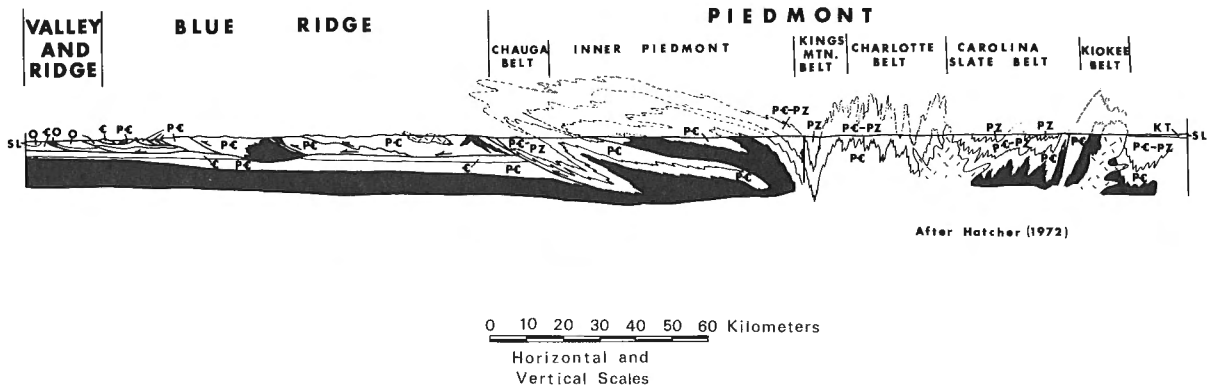 PIEDMONT
VALLEY AND RIDGE
BLUE RIDGE
CHAUGA BELT
INNER PIEDMONT
KINGS MTN. BELT
CHARLOTTE BELT
CAROLINA SLATE BELT
KIOKEE BELT
SL O ЄO O Є PЄ PЄ PЄ PЄ PЄ PЄ-PZ PЄ PЄ-PZ PZ PЄ-PZ PZ PZ KT SL
Є PЄ Є PЄ PЄ PЄ PЄ-PZ PЄ PЄ PЄ-PZ PЄ
After Hatcher (1972)
0 10 20 30 40 50 60 Kilometers
Horizontal and
Vertical Scales